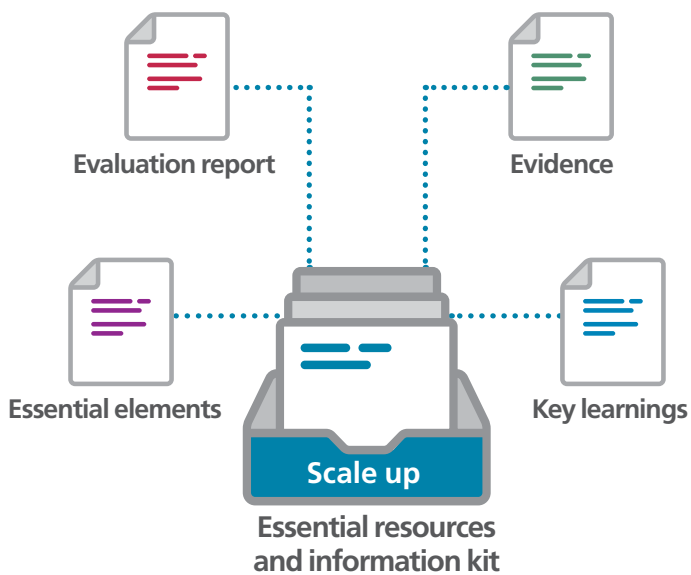 Evaluation report
Evidence
Essential elements
Key learnings
Scale up
Essential resources
and information kit